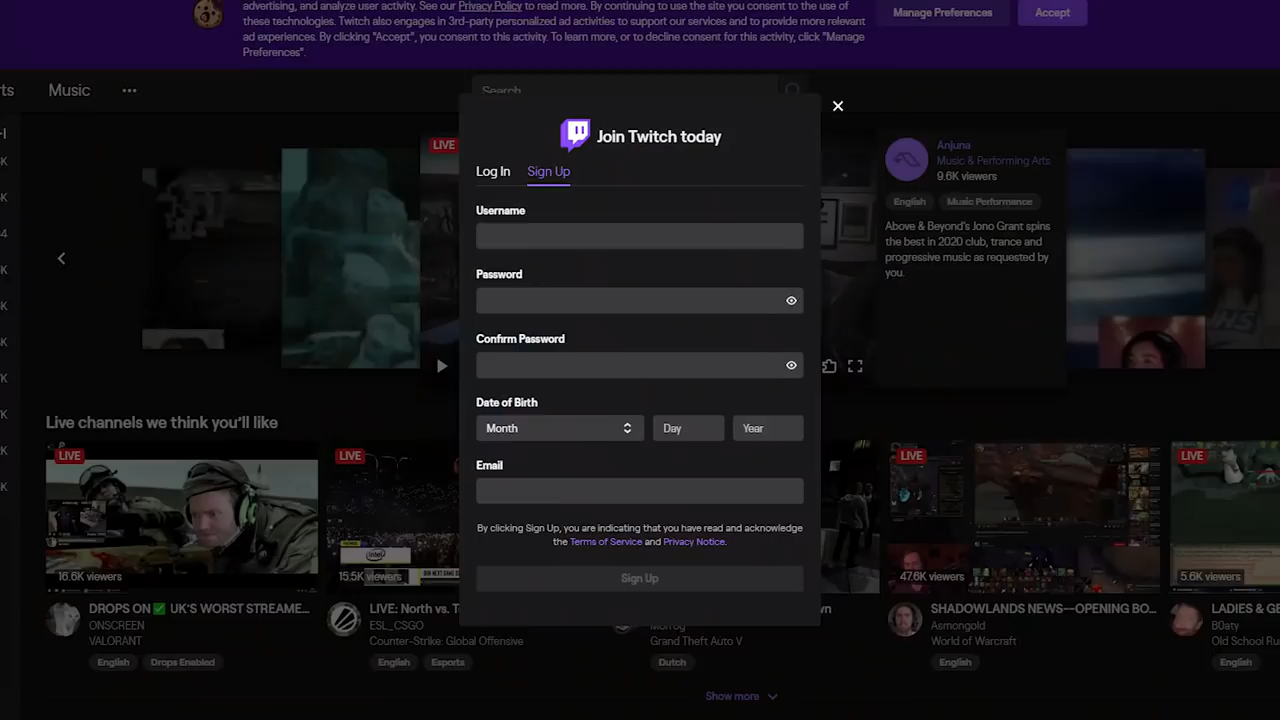 advertising, and analyze user activity. See our Privacy Policy to read more. By continuing to use the site you consent to the use of
these technologies. Twitch also engages in 3rd-party personalized ad activities to support our services and to provide more relevant
ad experiences. By clicking "Accept", you consent to this activity. To learn more, or to decline consent for this activity, click "Manage
Preferences".
Manage Preferences
Accept
rts
Music
Search
Join Twitch today
Log In
Sign Up
Username
Password
Confirm Password
Date of Birth
Month
Day
Year
Email
By clicking Sign Up, you are indicating that you have read and acknowledge
the Terms of Service and Privacy Notice.
Sign Up
LIVE
Anjuna
Music & Performing Arts
9.6K viewers
English
Music Performance
Above & Beyond's Jono Grant spins
the best in 2020 club, trance and
progressive music as requested by
you.
Live channels we think you'll like
LIVE
16.6K viewers
DROPS ON ✅ UK'S WORST STREAME...
ONSCREEN
VALORANT
English
Drops Enabled
LIVE
intel
15.5K viewers
LIVE: North vs. T
ESL_CSGO
Counter-Strike: Global Offensive
English
Esports
Grand Theft Auto V
Dutch
LIVE
47.6K viewers
SHADOWLANDS NEWS--OPENING BO...
Asmongold
World of Warcraft
English
LIVE
5.6K viewers
LADIES & GE
B0aty
Old School Ru
English
Show more